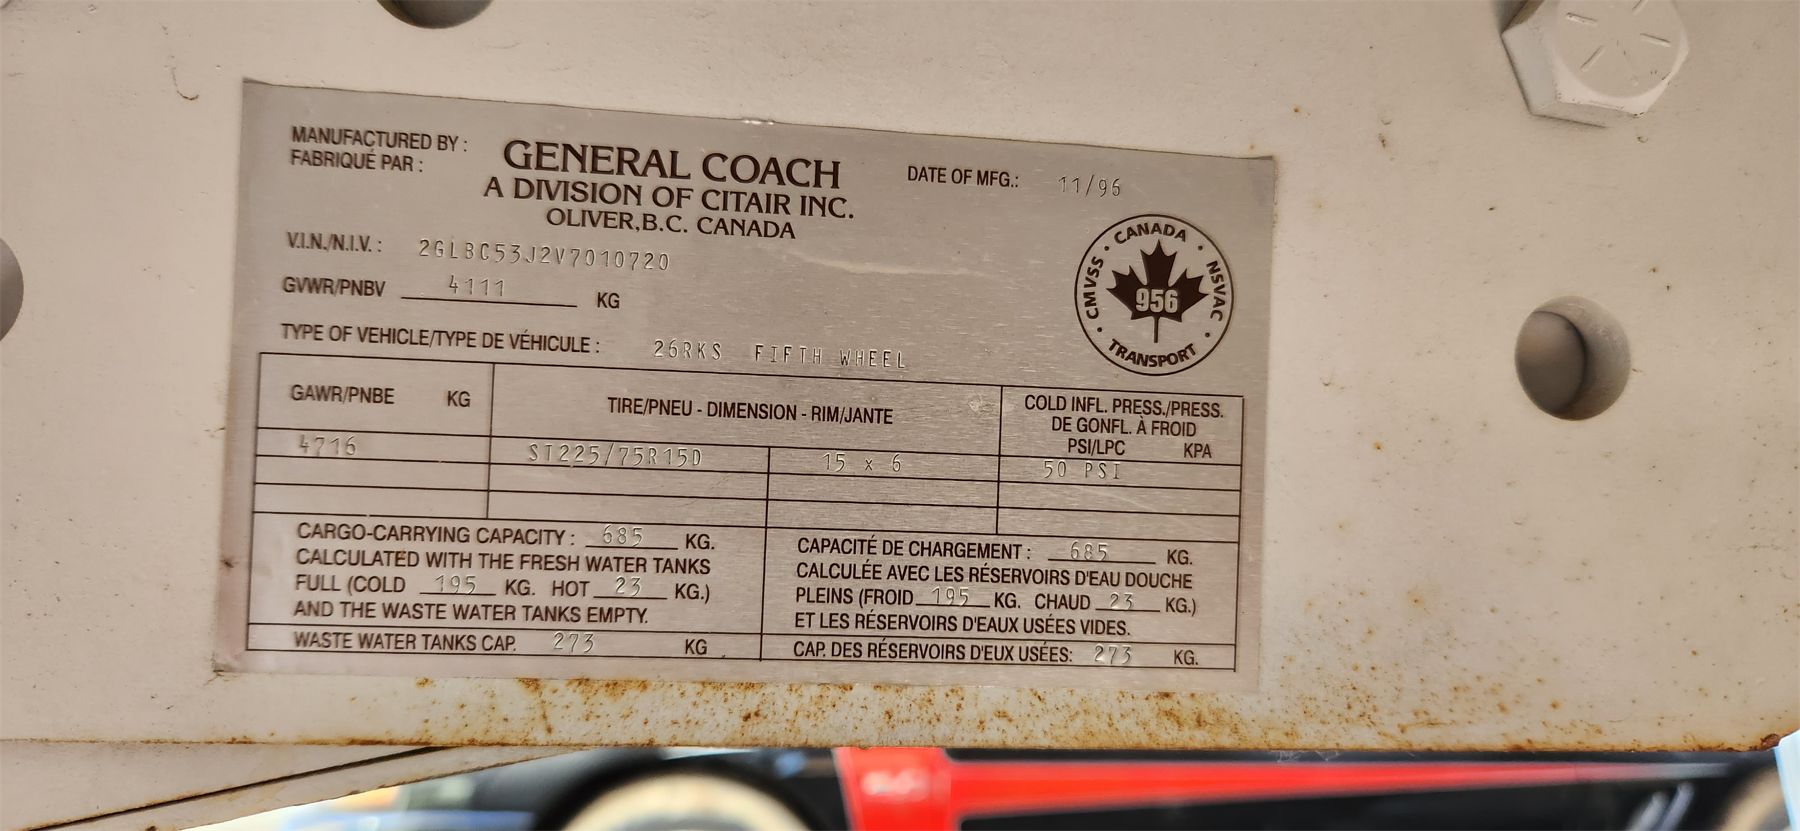 MANUFACTURED BY :
FABRIQUÉ PAR :
GENERAL COACH
A DIVISION OF CITAIR INC.
OLIVER,B.C. CANADA
DATE OF MFG.: 11/96
V.I.N./N.I.V. : 2GLBC53J2V7010720
GVWR/PNBV 4111 KG
CANADA
CMVSS
NSVAC
956
TRANSPORT
TYPE OF VEHICLE/TYPE DE VÉHICULE : 26RKS FIFTH WHEEL
GAWR/PNBE KG
TIRE/PNEU - DIMENSION - RIM/JANTE
COLD INFL. PRESS./PRESS.
DE GONFL. À FROID
PSI/LPC KPA
4716 ST225/75R15D 15 x 6 50 PSI
CARGO-CARRYING CAPACITY : 685 KG.
CALCULATED WITH THE FRESH WATER TANKS
FULL (COLD 195 KG. HOT 23 KG.)
AND THE WASTE WATER TANKS EMPTY.
WASTE WATER TANKS CAP. 273 KG
CAPACITÉ DE CHARGEMENT : 685 KG.
CALCULÉE AVEC LES RÉSERVOIRS D'EAU DOUCHE
PLEINS (FROID 195 KG. CHAUD 23 KG.)
ET LES RÉSERVOIRS D'EAUX USÉES VIDES.
CAP. DES RÉSERVOIRS D'EUX USÉES: 273 KG.